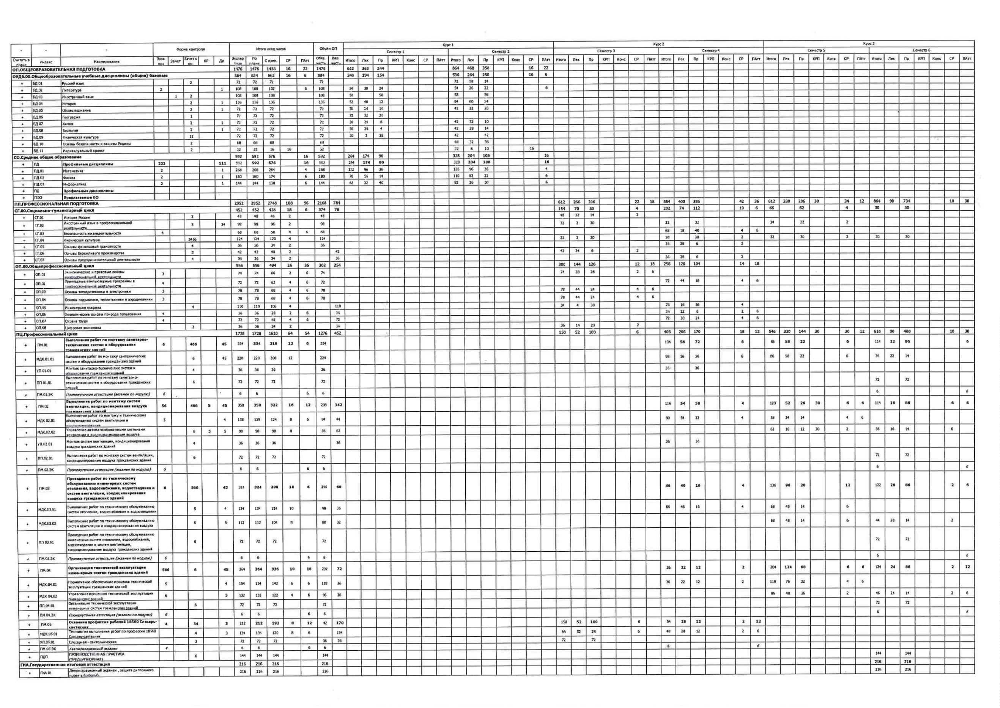 - - - Форма контроля Итого акад.часов Объём ОП Курс 1 Курс 2 Курс 3
Семестр 1 Семестр 2 Семестр 3 Семестр 4 Семестр 5 Семестр 6
Считать в плане Индекс Наименование Экзамен Зачет Зачет с оц. КР До Экспертное По плану С преп. СР ПАтт Обяз. часть Вар. часть Итого Лек Пр КРП Конс СР ПАтт Итого Лек Пр КРП Конс СР ПАтт Итого Лек Пр КРП Конс СР ПАтт Итого Лек Пр КРП Конс СР ПАтт Итого Лек Пр КРП Конс СР ПАтт Итого Лек Пр КРП Конс СР ПАтт
ОП.ОБЩЕОБРАЗОВАТЕЛЬНАЯ ПОДГОТОВКА 1476 1476 1438 16 22 1476 612 368 244 864 468 358 16 22
ОУДб.00.Общеобразовательные учебные дисциплины (общие) базовые 884 884 862 16 6 884 348 194 154 536 264 250 16 6
+ БД.01 Русский язык 2 72 72 72 72 72 58 14
+ БД.02 Литература 2 1 108 108 102 6 108 54 30 24 54 26 22 6
+ БД.03 Иностранный язык 1 2 108 108 108 108 50 50 58 58
+ БД.04 История 2 1 136 136 136 136 52 40 12 84 60 24
+ БД.05 Обществознание 2 1 72 72 72 72 30 20 10 42 22 20
+ БД.06 География 1 72 72 72 72 72 52 20
+ БД.07 Химия 2 1 72 72 72 72 30 24 6 42 32 10
+ БД.08 Биология 2 1 72 72 72 72 30 26 4 42 28 14
+ БД.09 Физическая культура 12 72 72 72 72 30 2 28 42 42
+ БД.10 Основы безопасности и защиты Родины 2 68 68 68 68 68 32 36
+ БД.11 Индивидуальный проект 2 32 32 16 16 32 32 6 10 16
СО.Среднее общее образование 592 592 576 16 592 264 174 90 328 204 108 16
+ ПД Профильные дисциплины 222 111 592 592 576 16 592 264 174 90 328 204 108 16
+ ПД.01 Математика 2 1 268 268 264 4 268 132 96 36 136 96 36 4
+ ПД.02 Физика 2 1 180 180 174 6 180 70 56 14 110 82 22 6
+ ПД.03 Информатика 2 1 144 144 138 6 144 62 22 40 82 26 50 6
+ ПД Профильные дисциплины
+ ПОО Предлагаемые ОО
ПП.ПРОФЕССИОНАЛЬНАЯ ПОДГОТОВКА 2952 2952 2748 108 96 2168 784 612 266 306 22 18 864 400 386 42 36 612 330 206 30 34 12 864 90 734 10 30
СГ.00.Социально-гуманитарный цикл 452 452 428 18 6 374 78 154 70 80 4 202 74 112 10 6 66 62 4 30 30
+ СГ.01 История России 3 48 48 46 2 48 48 32 14 2
+ СГ.02 Иностранный язык в профессиональной деятельности 5 34 98 98 96 2 98 32 2 30 32 32 34 32 2
+ СГ.03 Безопасность жизнедеятельности 4 68 68 58 4 6 68 68 18 40 4 6
+ СГ.04 Физическая культура 3456 124 124 120 4 124 32 2 30 30 28 2 32 30 2 30 30
+ СГ.05 Основы финансовой грамотности 4 36 36 34 2 36 36 28 6 2
+ СГ.06 Основы бережливого производства 3 42 42 40 2 42 42 34 6 2
+ СГ.07 Основы предпринимательской деятельности 4 36 36 34 2 36 36 28 6 2
ОП.00.Общепрофессиональный цикл 556 556 494 26 36 302 254 300 144 126 12 18 256 120 104 14 18
+ ОП.01 Экономические и правовые основы профессиональной деятельности 3 74 74 66 2 6 74 74 38 28 2 6
+ ОП.02 Прикладные компьютерные программы в профессиональной деятельности 4 72 72 62 4 6 72 72 44 18 4 6
+ ОП.03 Основы электротехники и электроники 3 78 78 68 4 6 78 78 44 24 4 6
+ ОП.04 Основы гидравлики, теплотехники и аэродинамики 3 78 78 68 4 6 78 78 44 24 4 6
+ ОП.05 Инженерная графика 4 110 110 106 4 110 34 4 30 76 16 56 4
+ ОП.06 Экологические основы природа пользования 4 36 36 28 2 6 36 36 22 6 2 6
+ ОП.07 Охрана труда 4 72 72 62 4 6 72 72 38 24 4 6
+ ОП.08 Цифровая экономика 3 36 36 34 2 36 36 14 20 2
ПЦ.Профессиональный цикл 1728 1728 1610 64 54 1276 452 158 52 100 6 406 206 170 18 12 546 330 144 30 30 12 618 90 488 10 30
+ ПМ.01 Выполнение работ по монтажу санитарно-технических систем и оборудования гражданских зданий 6 466 45 334 334 316 12 6 334 134 56 72 6 86 58 22 6 114 22 86 6
+ МДК.01.01 Выполнение работ по монтажу сантехнических систем и оборудования гражданских зданий 6 45 220 220 208 12 220 98 56 36 6 86 58 22 6 36 22 14
+ УП.01.01 Монтаж санитарно-технических систем и оборудования гражданскихзданий 4 36 36 36 36 36 36
+ ПП.01.01 Выполнение работ по монтажу санитарно-технических систем и оборудования гражданских зданий 6 72 72 72 72 72 72
+ ПМ.01.ЭК Промежуточная аттестация (экзамен по модулю) 6 6 6 6 6 6 6
+ ПМ.02 Выполнение работ по монтажу систем вентиляции, кондиционирования воздуха гражданских зданий 56 466 5 45 350 350 322 16 12 208 142 116 54 58 4 120 52 26 30 6 6 114 16 86 6 6
+ МДК.02.01 Выполнение работ по монтажу и техническому обслуживанию систем вентиляции и кондиционирования 5 4 138 138 124 8 6 94 44 80 54 22 4 58 34 14 4 6
+ МДК.02.02 Управление автоматизированными системами вентиляции и кондиционирования воздуха 6 5 5 98 98 90 8 36 62 62 18 12 30 2 36 16 14 6
+ УП.02.01 Монтаж систем вентиляции, кондиционирования воздуха гражданских зданий 4 36 36 36 36 36 36
+ ПП.02.01 Выполнение работ по монтажу систем вентиляции, кондиционирования воздуха гражданских зданий 6 72 72 72 72 72 72
+ ПМ.02.ЭК Промежуточная аттестация (экзамен по модулю) 6 6 6 6 6 6 6
+ ПМ.03 Проведение работ по техническому обслуживанию инженерных систем отопления, водоснабжения, водоотведения и систем вентиляции, кондиционирования воздуха гражданских зданий 6 566 45 324 324 300 18 6 256 68 66 46 16 4 136 96 28 12 122 28 86 2 6
+ МДК.03.01 Выполнение работ по техническому обслуживанию систем отопления, водоснабжения и водоотведения 5 4 134 134 124 10 98 36 66 46 16 4 68 48 14 6
+ МДК.03.02 Выполнение работ по техническому обслуживанию систем вентиляции и кондиционирования воздуха 6 5 112 112 104 8 80 32 68 48 14 6 44 28 14 2
+ ПП.03.01 Проведение работ по техническому обслуживанию инженерных систем отопления, водоснабжения, водоотведения и систем вентиляции, кондиционирования воздуха гражданских зданий 6 72 72 72 72 72 72
+ ПМ.03.ЭК Промежуточная аттестация (экзамен по модулю) 6 6 6 6 6 6 6
+ ПМ.04 Организация технической эксплуатации инженерных систем гражданских зданий 566 6 45 364 364 336 10 18 292 72 36 22 12 2 204 124 68 6 6 124 24 86 2 12
+ МДК.04.01 Нормативное обеспечение процесса технической эксплуатации гражданских зданий 5 4 154 154 142 6 6 118 36 36 22 12 2 118 76 32 4 6
+ МДК.04.02 Управление процессом технической эксплуатации гражданских зданий 6 5 132 132 122 4 6 96 36 86 48 36 2 46 24 14 2 6
+ ПП.04.01 Организация технической эксплуатации инженерных систем гражданских зданий 6 72 72 72 72 72 72
+ ПМ.04.ЭК Промежуточная аттестация (экзамен по модулю) 6 6 6 6 6 6 6
+ ПМ.05 Освоение профессии рабочий 18560 Слесарь-сантехник 4 34 3 212 212 192 8 12 42 170 158 52 100 6 54 28 12 2 12
+ МДК.05.01 Технология выполнения работ по профессии 18560 Слесарь-сантехник 4 3 134 134 120 8 6 134 86 52 28 6 48 28 12 2 6
+ УП.05.01 Слесарная - сантехническая 3 72 72 72 36 36 72 72
+ ПМ.05.ЭК Квалификационный экзамен 4 6 6 6 6 6 6
+ ПДП ПРОИЗВОДСТВЕННАЯ ПРАКТИКА (ПРЕДДИПЛОМНАЯ) 6 144 144 144 144 144 144
ГИА.Государственная итоговая аттестация 216 216 216 216 216 216
+ ГИА.01 Демонстрационный экзамен , защита дипломного проекта (работы) 216 216 216 216 216 216